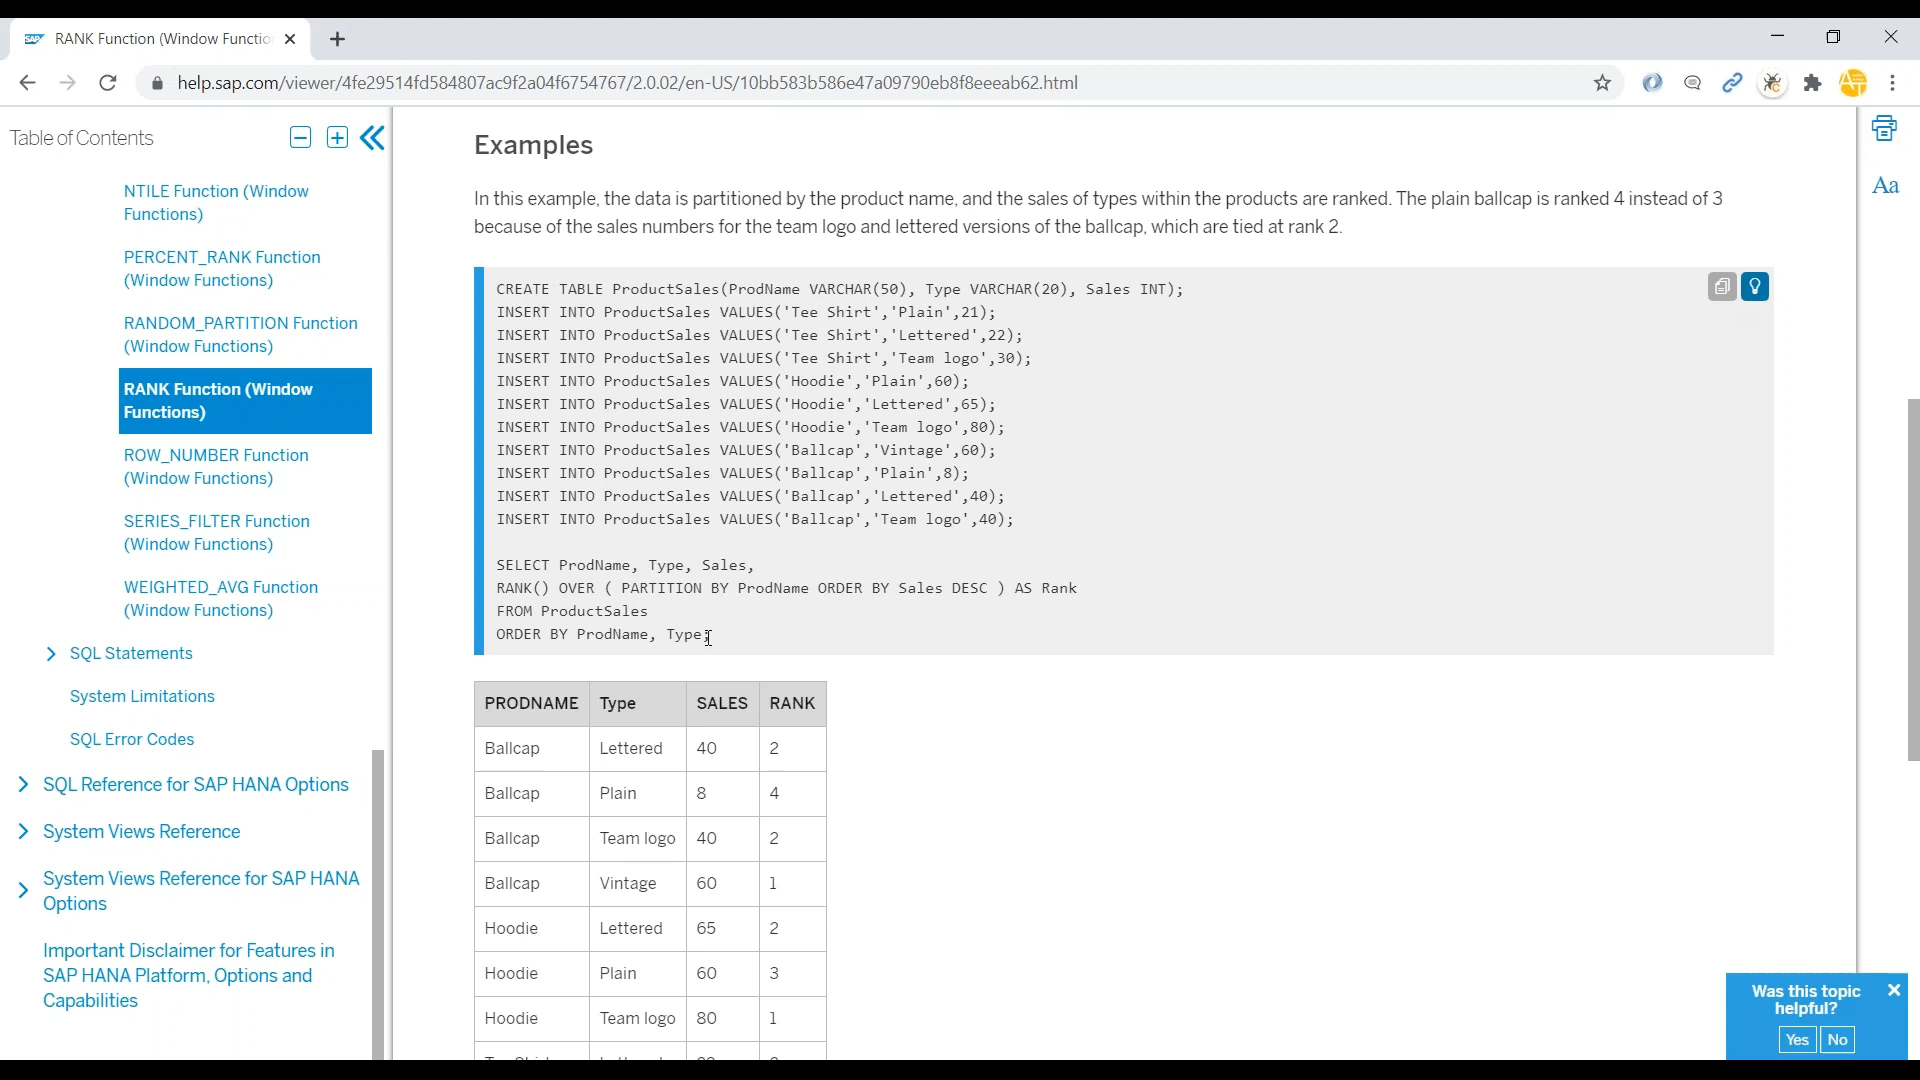 SAP RANK Function (Window Functio
help.sap.com/viewer/4fe29514fd584807ac9f2a04f6754767/2.0.02/en-US/10bb583b586e47a09790eb8f8eeeab62.html
Table of Contents
NTILE Function (Window
Functions)
PERCENT_RANK Function
(Window Functions)
RANDOM_PARTITION Function
(Window Functions)
RANK Function (Window
Functions)
ROW_NUMBER Function
(Window Functions)
SERIES_FILTER Function
(Window Functions)
WEIGHTED_AVG Function
(Window Functions)
SQL Statements
System Limitations
SQL Error Codes
SQL Reference for SAP HANA Options
System Views Reference
System Views Reference for SAP HANA
Options
Important Disclaimer for Features in
SAP HANA Platform, Options and
Capabilities
Examples
In this example, the data is partitioned by the product name, and the sales of types within the products are ranked. The plain ballcap is ranked 4 instead of 3
because of the sales numbers for the team logo and lettered versions of the ballcap, which are tied at rank 2.
CREATE TABLE ProductSales(ProdName VARCHAR(50), Type VARCHAR(20), Sales INT);
INSERT INTO ProductSales VALUES('Tee Shirt','Plain',21);
INSERT INTO ProductSales VALUES('Tee Shirt','Lettered',22);
INSERT INTO ProductSales VALUES('Tee Shirt','Team logo',30);
INSERT INTO ProductSales VALUES('Hoodie','Plain',60);
INSERT INTO ProductSales VALUES('Hoodie','Lettered',65);
INSERT INTO ProductSales VALUES('Hoodie','Team logo',80);
INSERT INTO ProductSales VALUES('Ballcap','Vintage',60);
INSERT INTO ProductSales VALUES('Ballcap','Plain',8);
INSERT INTO ProductSales VALUES('Ballcap','Lettered',40);
INSERT INTO ProductSales VALUES('Ballcap','Team logo',40);
SELECT ProdName, Type, Sales,
RANK() OVER ( PARTITION BY ProdName ORDER BY Sales DESC ) AS Rank
FROM ProductSales
ORDER BY ProdName, Type;
PRODNAME Type SALES RANK
Ballcap Lettered 40 2
Ballcap Plain 8 4
Ballcap Team logo 40 2
Ballcap Vintage 60 1
Hoodie Lettered 65 2
Hoodie Plain 60 3
Hoodie Team logo 80 1
Aa
Was this topic
helpful?
Yes No